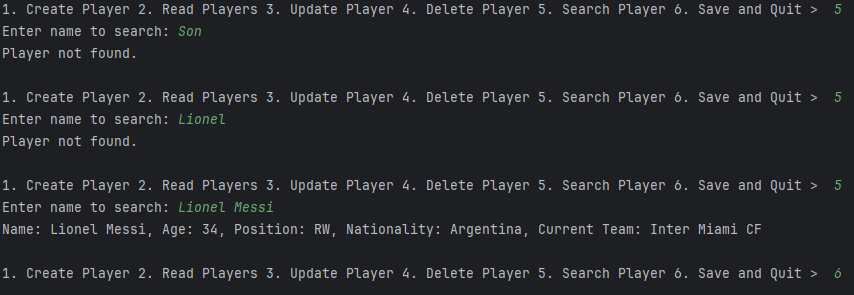 1. Create Player 2. Read Players 3. Update Player 4. Delete Player 5. Search Player 6. Save and Quit > 5
Enter name to search: Son
Player not found.
1. Create Player 2. Read Players 3. Update Player 4. Delete Player 5. Search Player 6. Save and Quit > 5
Enter name to search: Lionel
Player not found.
1. Create Player 2. Read Players 3. Update Player 4. Delete Player 5. Search Player 6. Save and Quit > 5
Enter name to search: Lionel Messi
Name: Lionel Messi, Age: 34, Position: RW, Nationality: Argentina, Current Team: Inter Miami CF
1. Create Player 2. Read Players 3. Update Player 4. Delete Player 5. Search Player 6. Save and Quit > 6